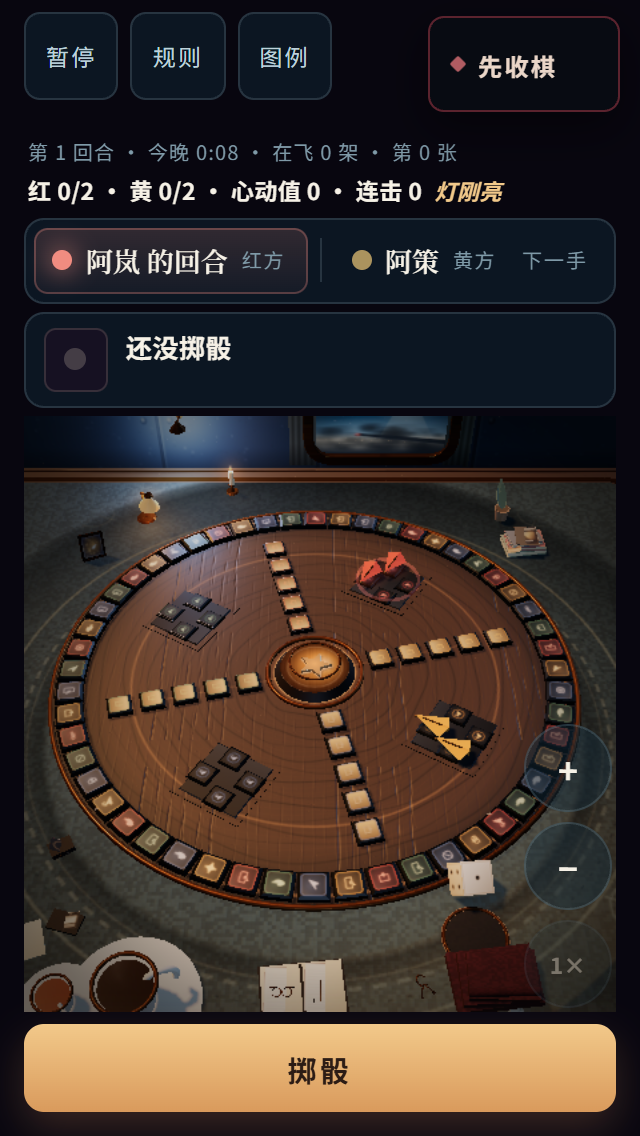 暂停 规则 图例
先收棋
第 1 回合 · 今晚 0:08 · 在飞 0 架 · 第 0 张
红 0/2 · 黄 0/2 · 心动值 0 · 连击 0 灯刚亮
阿岚 的回合 红方 阿策 黄方 下一手
还没掷骰
+
−
1×
掷骰